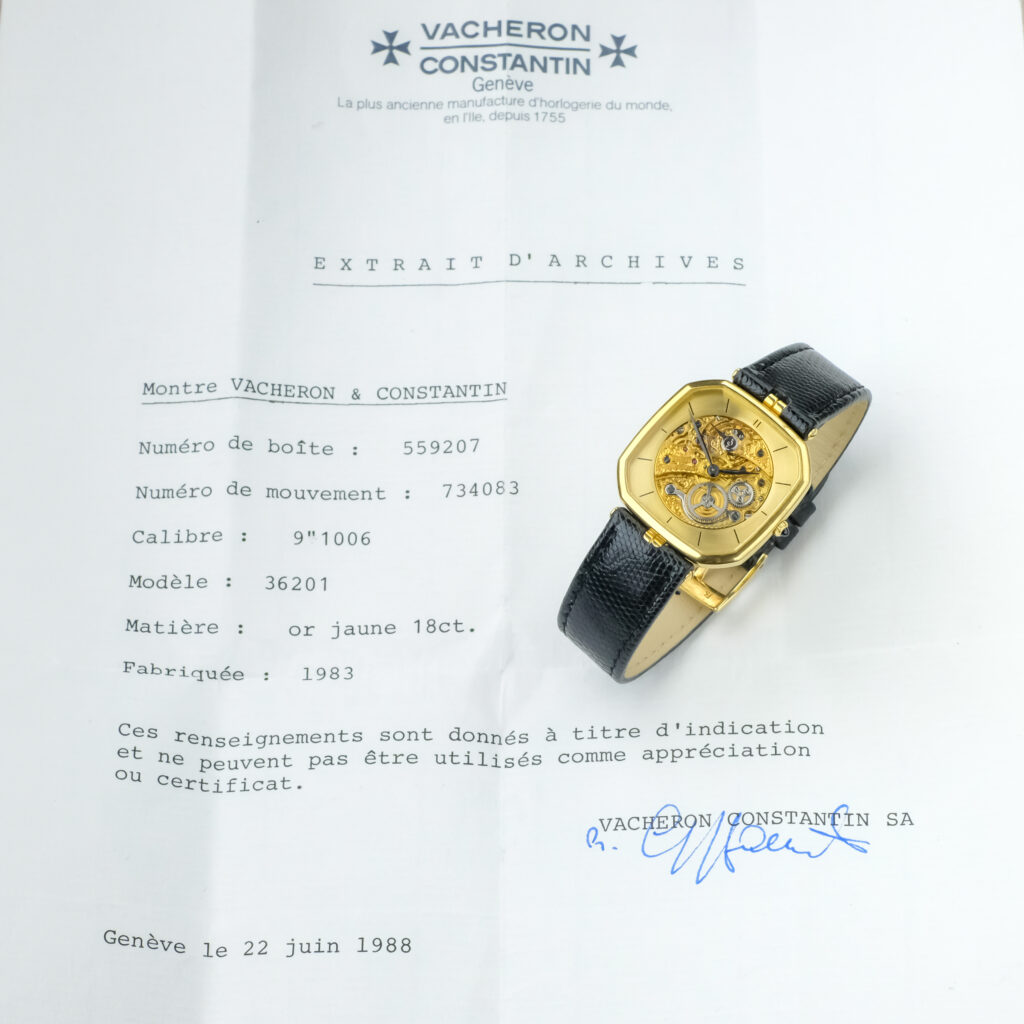 VACHERON
CONSTANTIN
Genève
La plus ancienne manufacture d'horlogerie du monde,
en l'Ile, depuis 1755
EXTRAIT D'ARCHIVES
Montre VACHERON & CONSTANTIN
Numéro de boîte : 559207
Numéro de mouvement : 734083
Calibre : 9"1006
Modèle : 36201
Matière : or jaune 18ct.
Fabriquée : 1983
Ces renseignements sont donnés à titre d'indication
et ne peuvent pas être utilisés comme appréciation
ou certificat.
VACHERON CONSTANTIN SA
Genève le 22 juin 1988